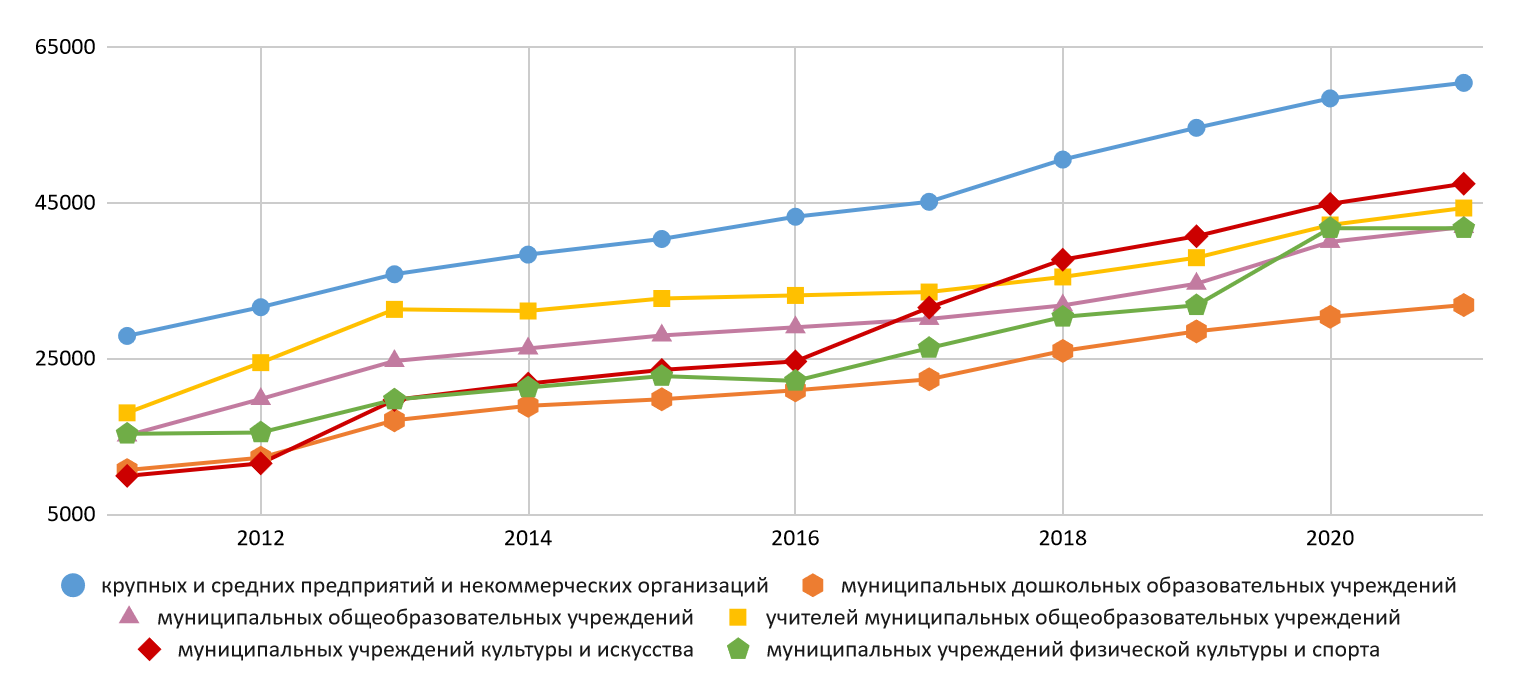 65000
45000
25000
5000
2012 2014 2016 2018 2020
крупных и средних предприятий и некоммерческих организаций муниципальных дошкольных образовательных учреждений
муниципальных общеобразовательных учреждений учителей муниципальных общеобразовательных учреждений
муниципальных учреждений культуры и искусства муниципальных учреждений физической культуры и спорта